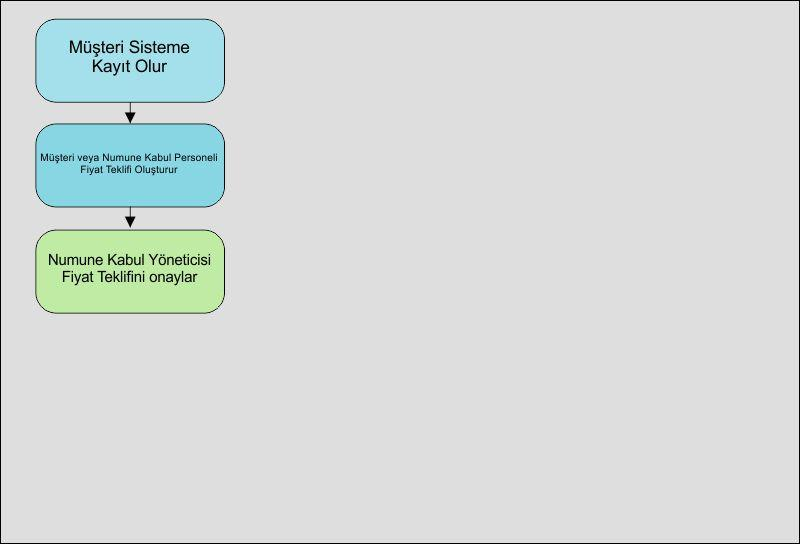 Müşteri Sisteme
Kayıt Olur
Müşteri veya Numune Kabul Personeli
Fiyat Teklifi Oluşturur
Numune Kabul Yöneticisi
Fiyat Teklifini onaylar